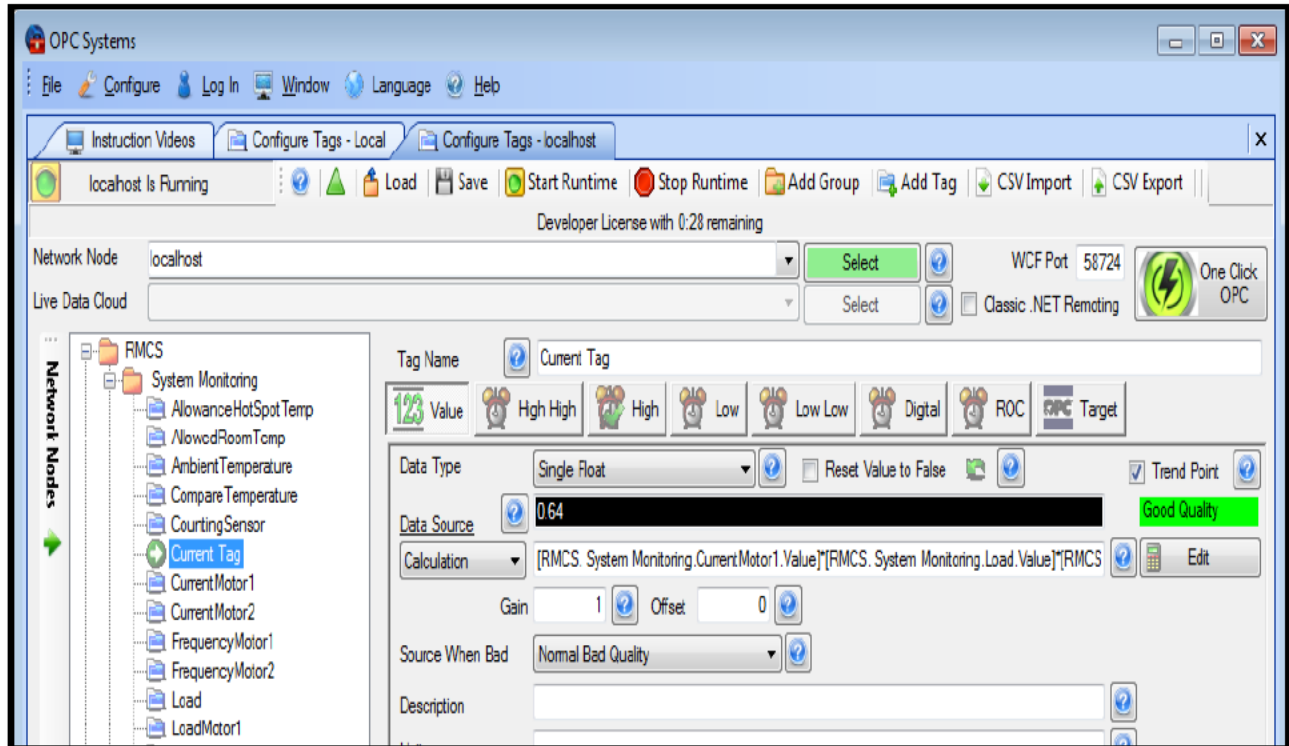 OPC Systems
File Configure Log In Window Language Help
Instruction Videos Configure Tags - Local Configure Tags - localhost X
localhost Is Running Load Save Start Runtime Stop Runtime Add Group Add Tag CSV Import CSV Export
Developer License with 0:28 remaining
Network Node localhost Select WCF Port 58724 One Click OPC
Live Data Cloud Select Classic .NET Remoting
Network Nodes
RMCS
System Monitoring
AllowanceHotSpotTemp
AllowedRoomTemp
AmbientTemperature
CompareTemperature
CountingSensor
Current Tag
CurrentMotor1
CurrentMotor2
FrequencyMotor1
FrequencyMotor2
Load
LoadMotor1
Tag Name Current Tag
123 Value High High High Low Low Low Digital ROC OPC Target
Data Type Single Float Reset Value to False Trend Point
Data Source 0.64 Good Quality
Calculation [RMCS. System Monitoring.CurrentMotor1.Value]*[RMCS. System Monitoring.Load.Value]*[RMCS Edit
Gain 1 Offset 0
Source When Bad Normal Bad Quality
Description